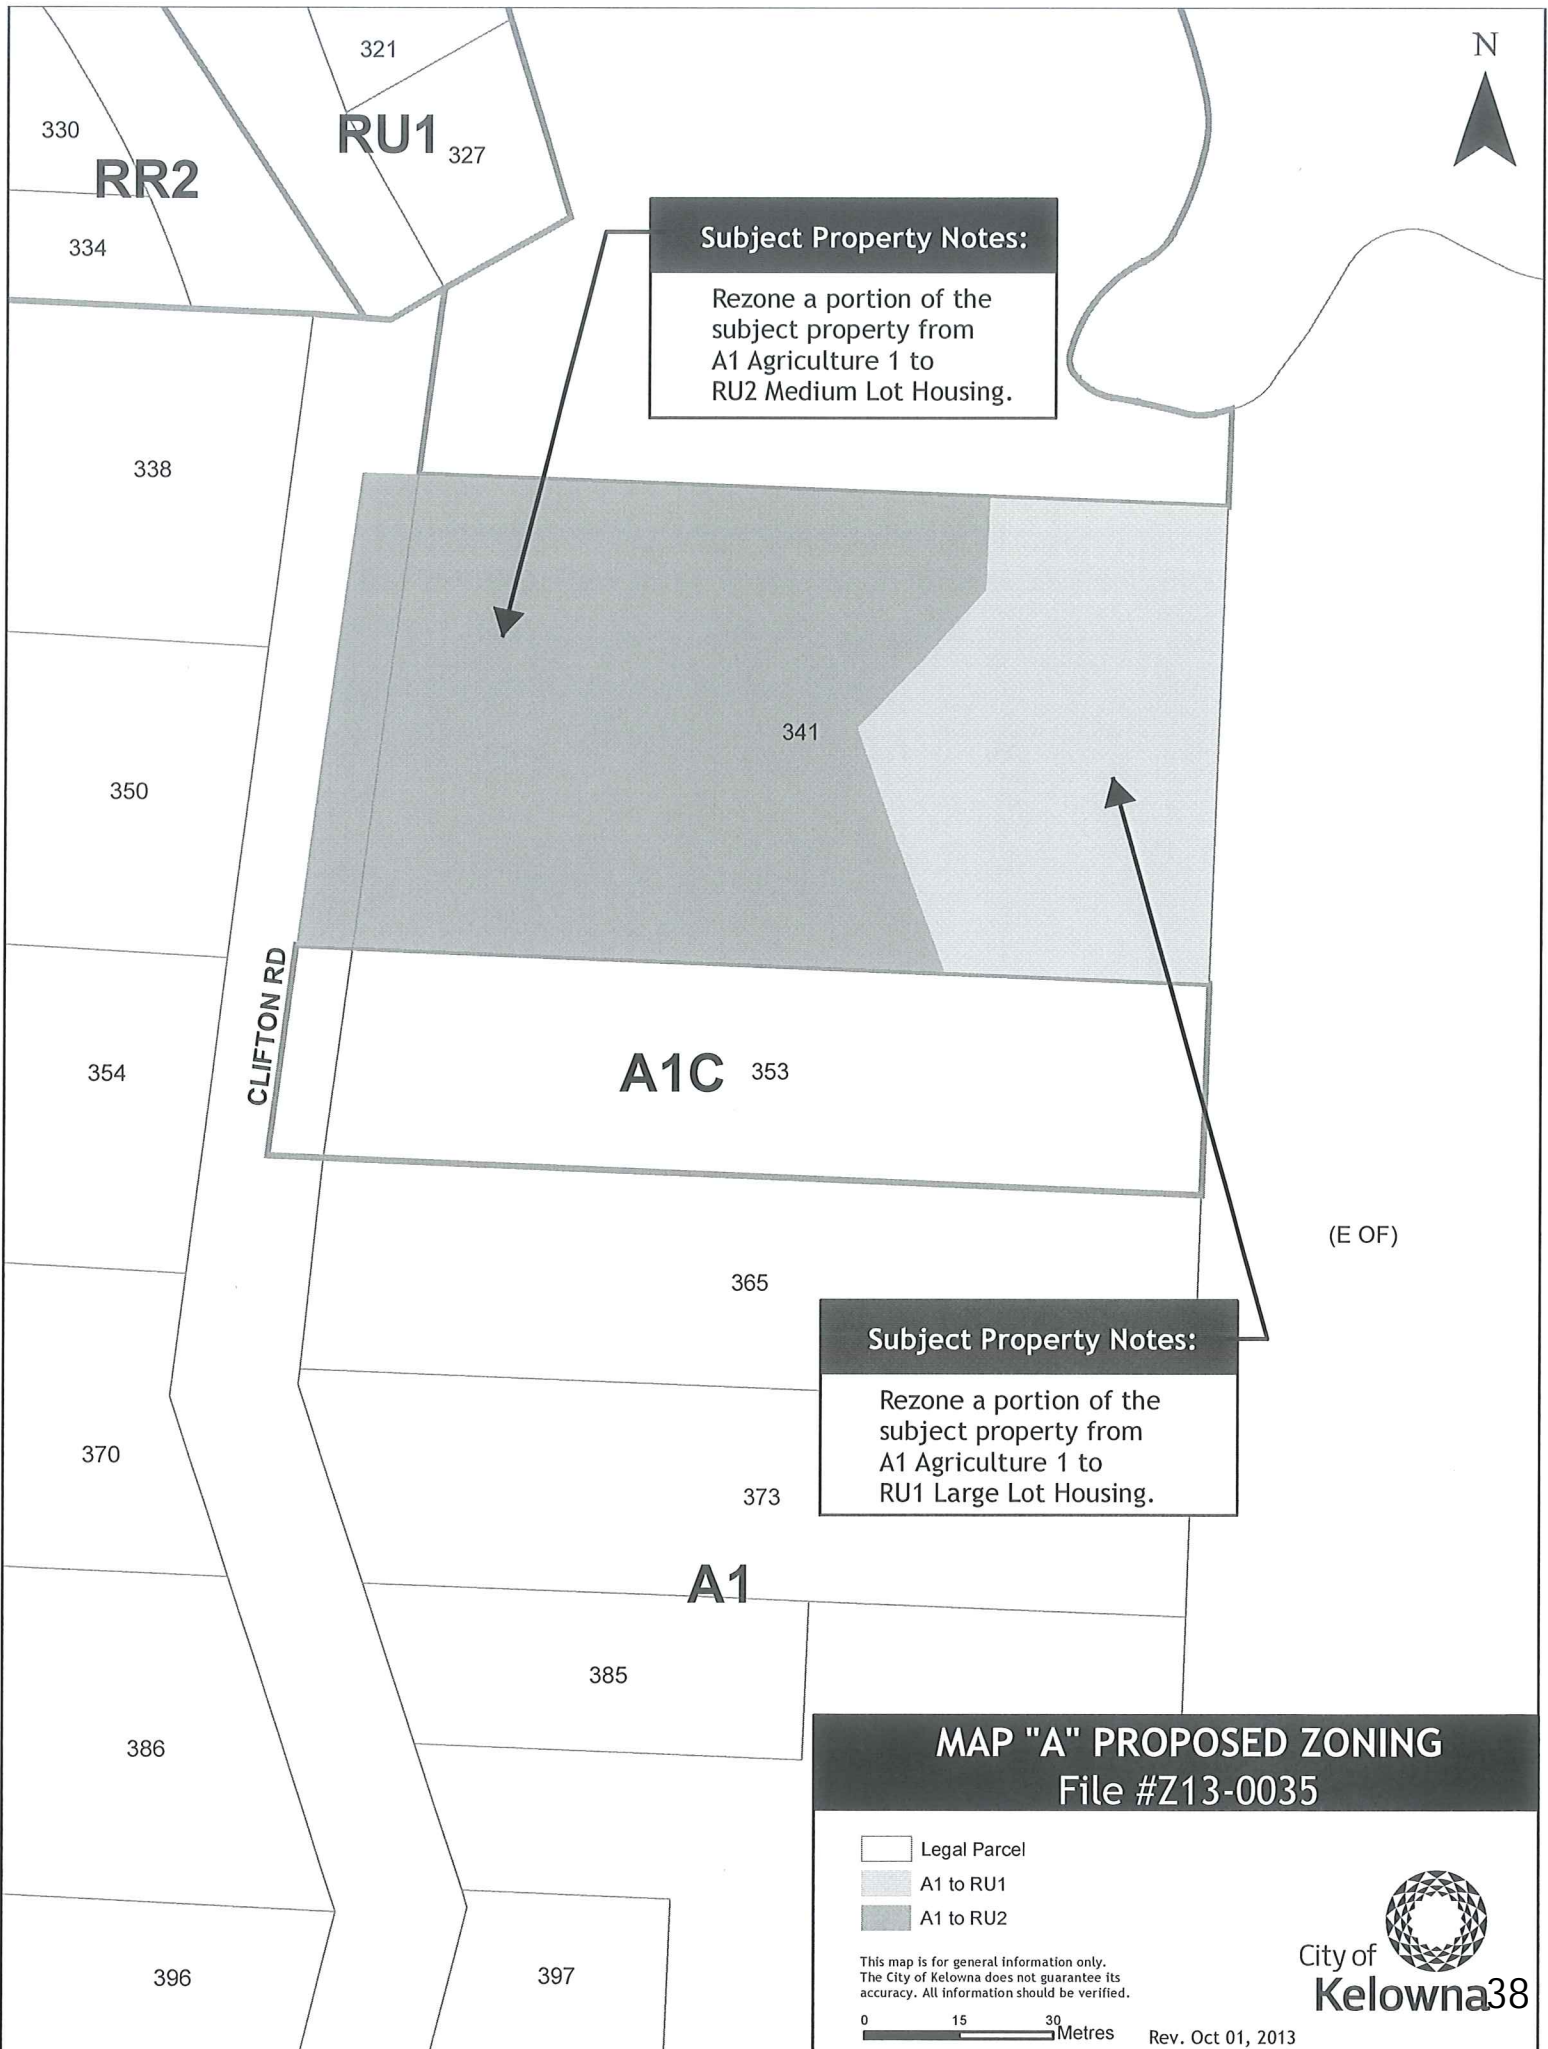 N
321
330
RU1
327
RR2
334
Subject Property Notes:
Rezone a portion of the
subject property from
A1 Agriculture 1 to
RU2 Medium Lot Housing.
338
341
350
CLIFTON RD
354
A1C 353
(E OF)
365
Subject Property Notes:
Rezone a portion of the
subject property from
A1 Agriculture 1 to
RU1 Large Lot Housing.
370
373
A1
385
386
MAP "A" PROPOSED ZONING
File #Z13-0035
Legal Parcel
A1 to RU1
A1 to RU2
This map is for general information only.
The City of Kelowna does not guarantee its
accuracy. All information should be verified.
0 15 30 Metres
Rev. Oct 01, 2013
City of
Kelowna
38
396
397